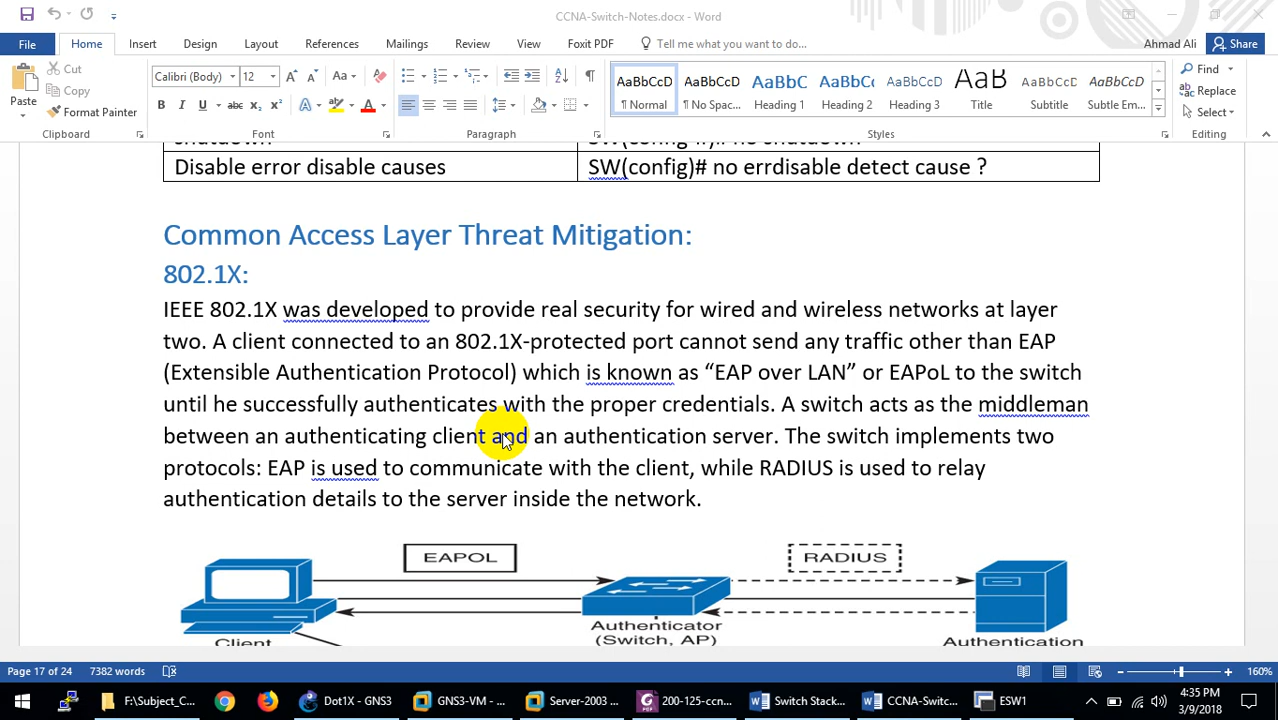 CCNA-Switch-Notes.docx - Word
File Home Insert Design Layout References Mailings Review View Foxit PDF Tell me what you want to do... Ahmad Ali Share
Paste Cut Copy Format Painter Clipboard
Calibri (Body) 12 Font
Paragraph
AaBbCcD ¶ Normal
AaBbCcD ¶ No Spac...
AaBbC Heading 1
AaBbCc Heading 2
AaBbCcD Heading 3
AaB Title
AaBbCcD Subtitle
AaBbCcD Subtle Em...
Styles
Find Replace Select Editing
shutdown SW(config-if)# no shutdown
Disable error disable causes SW(config)# no errdisable detect cause ?
Common Access Layer Threat Mitigation:
802.1X:
IEEE 802.1X was developed to provide real security for wired and wireless networks at layer
two. A client connected to an 802.1X-protected port cannot send any traffic other than EAP
(Extensible Authentication Protocol) which is known as “EAP over LAN” or EAPoL to the switch
until he successfully authenticates with the proper credentials. A switch acts as the middleman
between an authenticating client and an authentication server. The switch implements two
protocols: EAP is used to communicate with the client, while RADIUS is used to relay
authentication details to the server inside the network.
EAPOL RADIUS
Client
Authenticator
(Switch, AP)
Authentication
Page 17 of 24 7382 words 160%
F:\Subject_C... Dot1X - GNS3 GNS3-VM - ... Server-2003 ... 200-125-ccn... Switch Stack... CCNA-Switc... ESW1
4:35 PM
3/9/2018